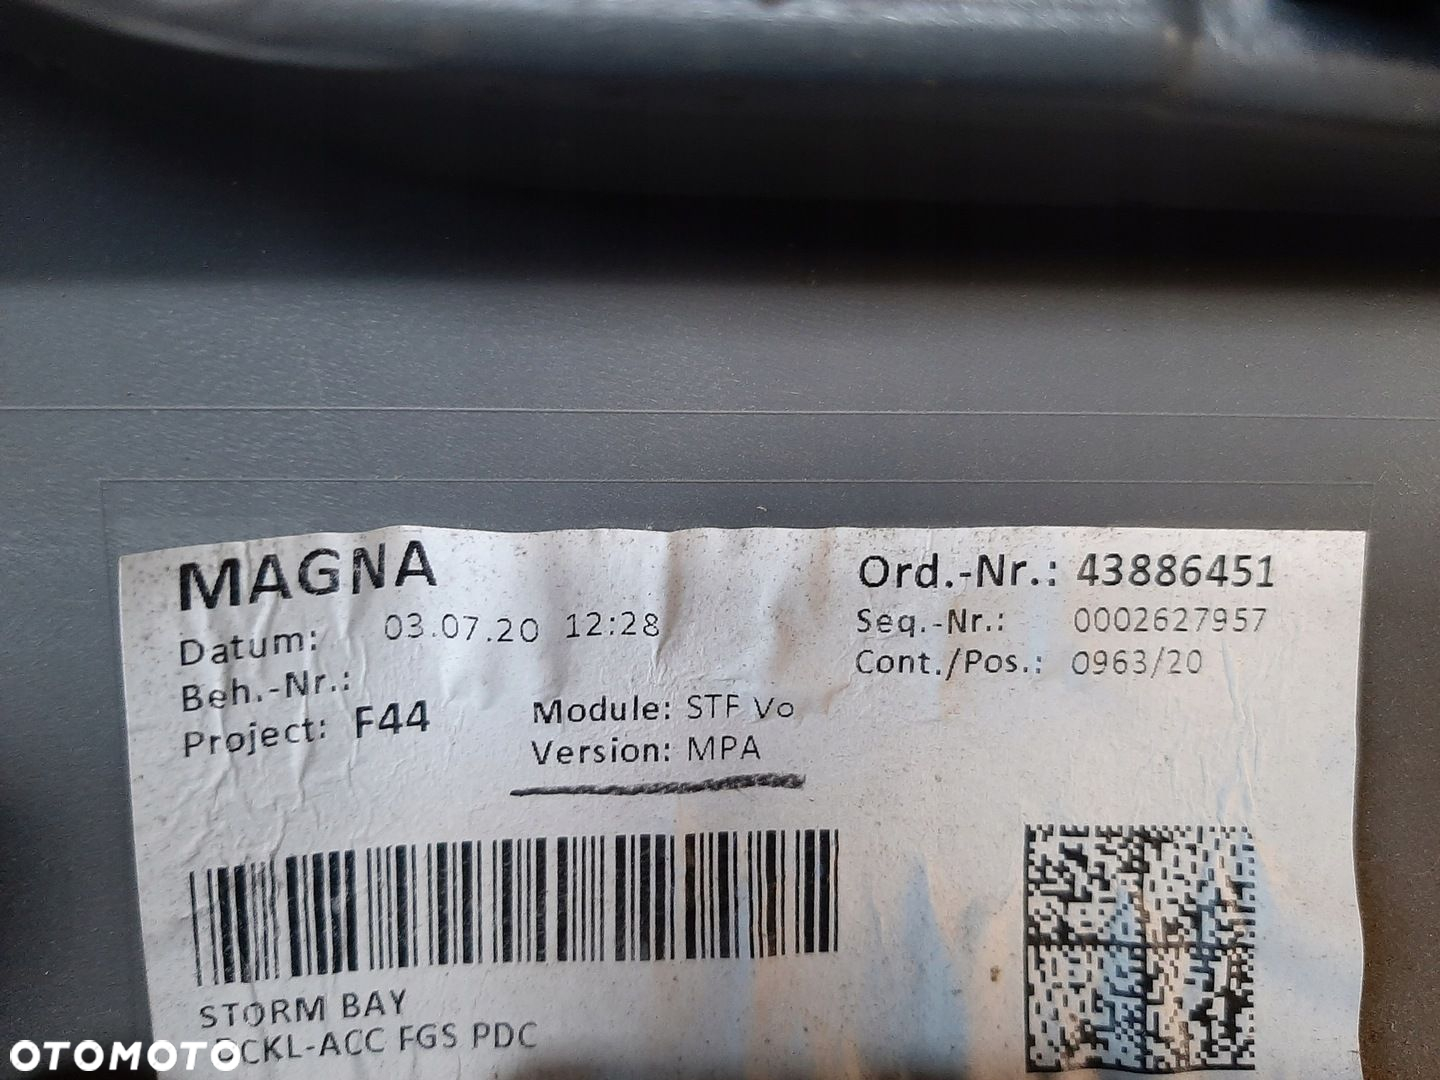 MAGNA
Datum: 03.07.20 12:28
Beh.-Nr.:
Project: F44
Module: STF Vo
Version: MPA
Ord.-Nr.: 43886451
Seq.-Nr.: 0002627957
Cont./Pos.: 0963/20
STORM BAY
CKL-ACC FGS PDC
OTOMOTO